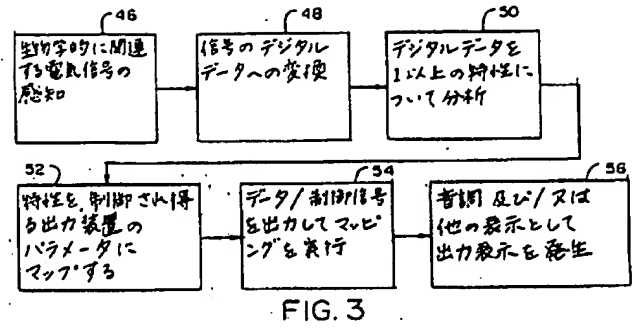 46
生物学的に関連
する電気信号の
感知
48
信号のデジタル
データへの変換
50
デジタルデータを
1以上の特性に
ついて分析
52
特性を制御され得
る出力装置の
パラメータに
マップする
54
データ/制御信号
を出力してマッピ
ングを実行
56
音調及び/又は
他の表示として
出力表示を発生
FIG. 3